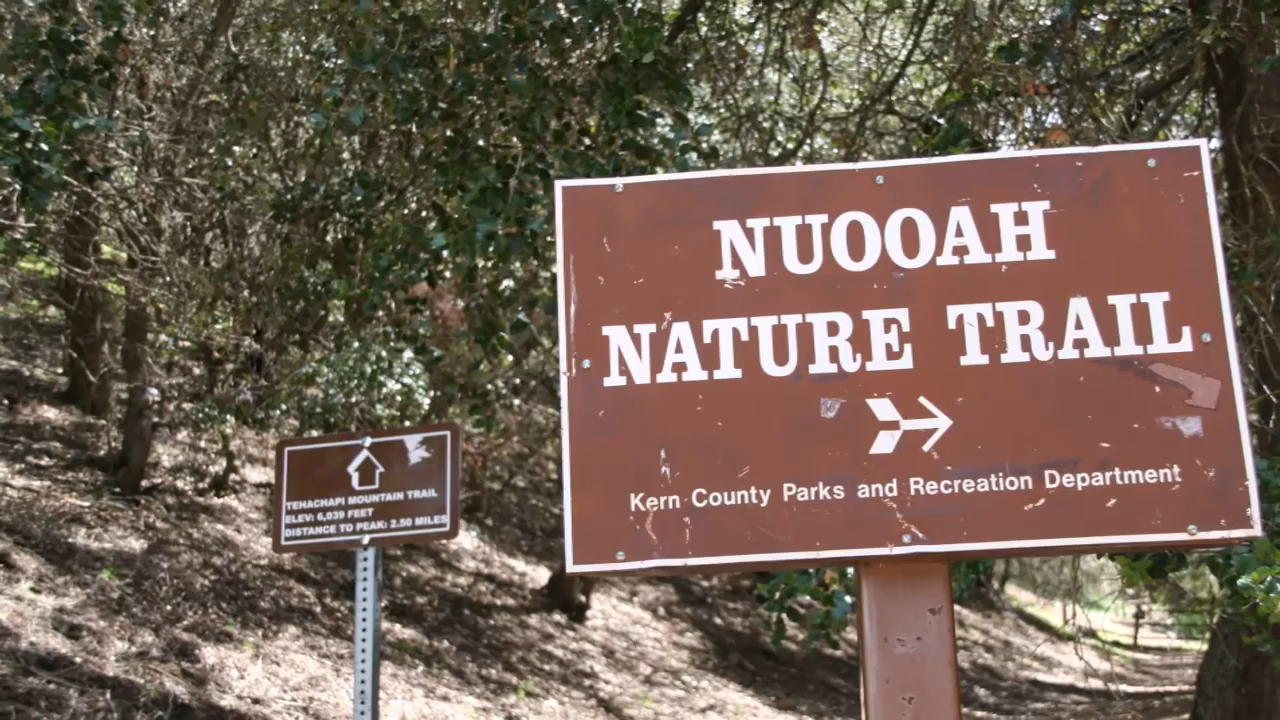 NUOOAH
NATURE TRAIL
Kern County Parks and Recreation Department
TEHACHAPI MOUNTAIN TRAIL
ELEV: 6,039 FEET
DISTANCE TO PEAK: 2.50 MILES